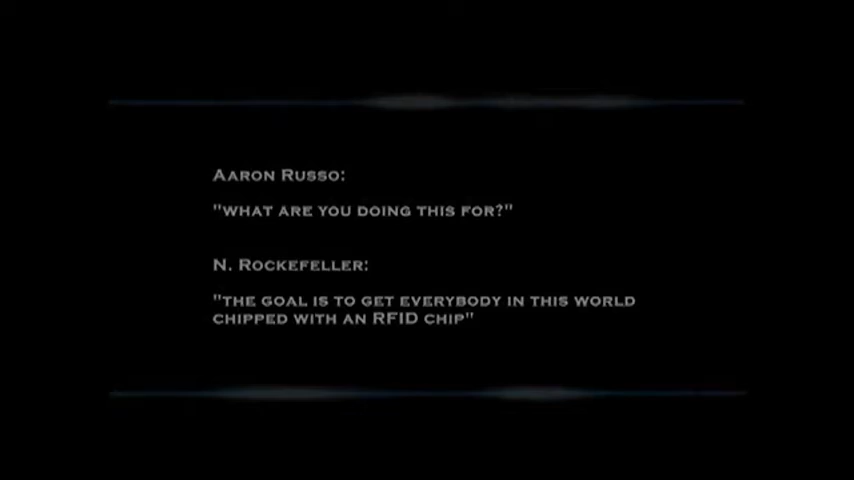 Aaron Russo:
"What are you doing this for?"
N. Rockefeller:
"The goal is to get everybody in this world
chipped with an RFID chip"